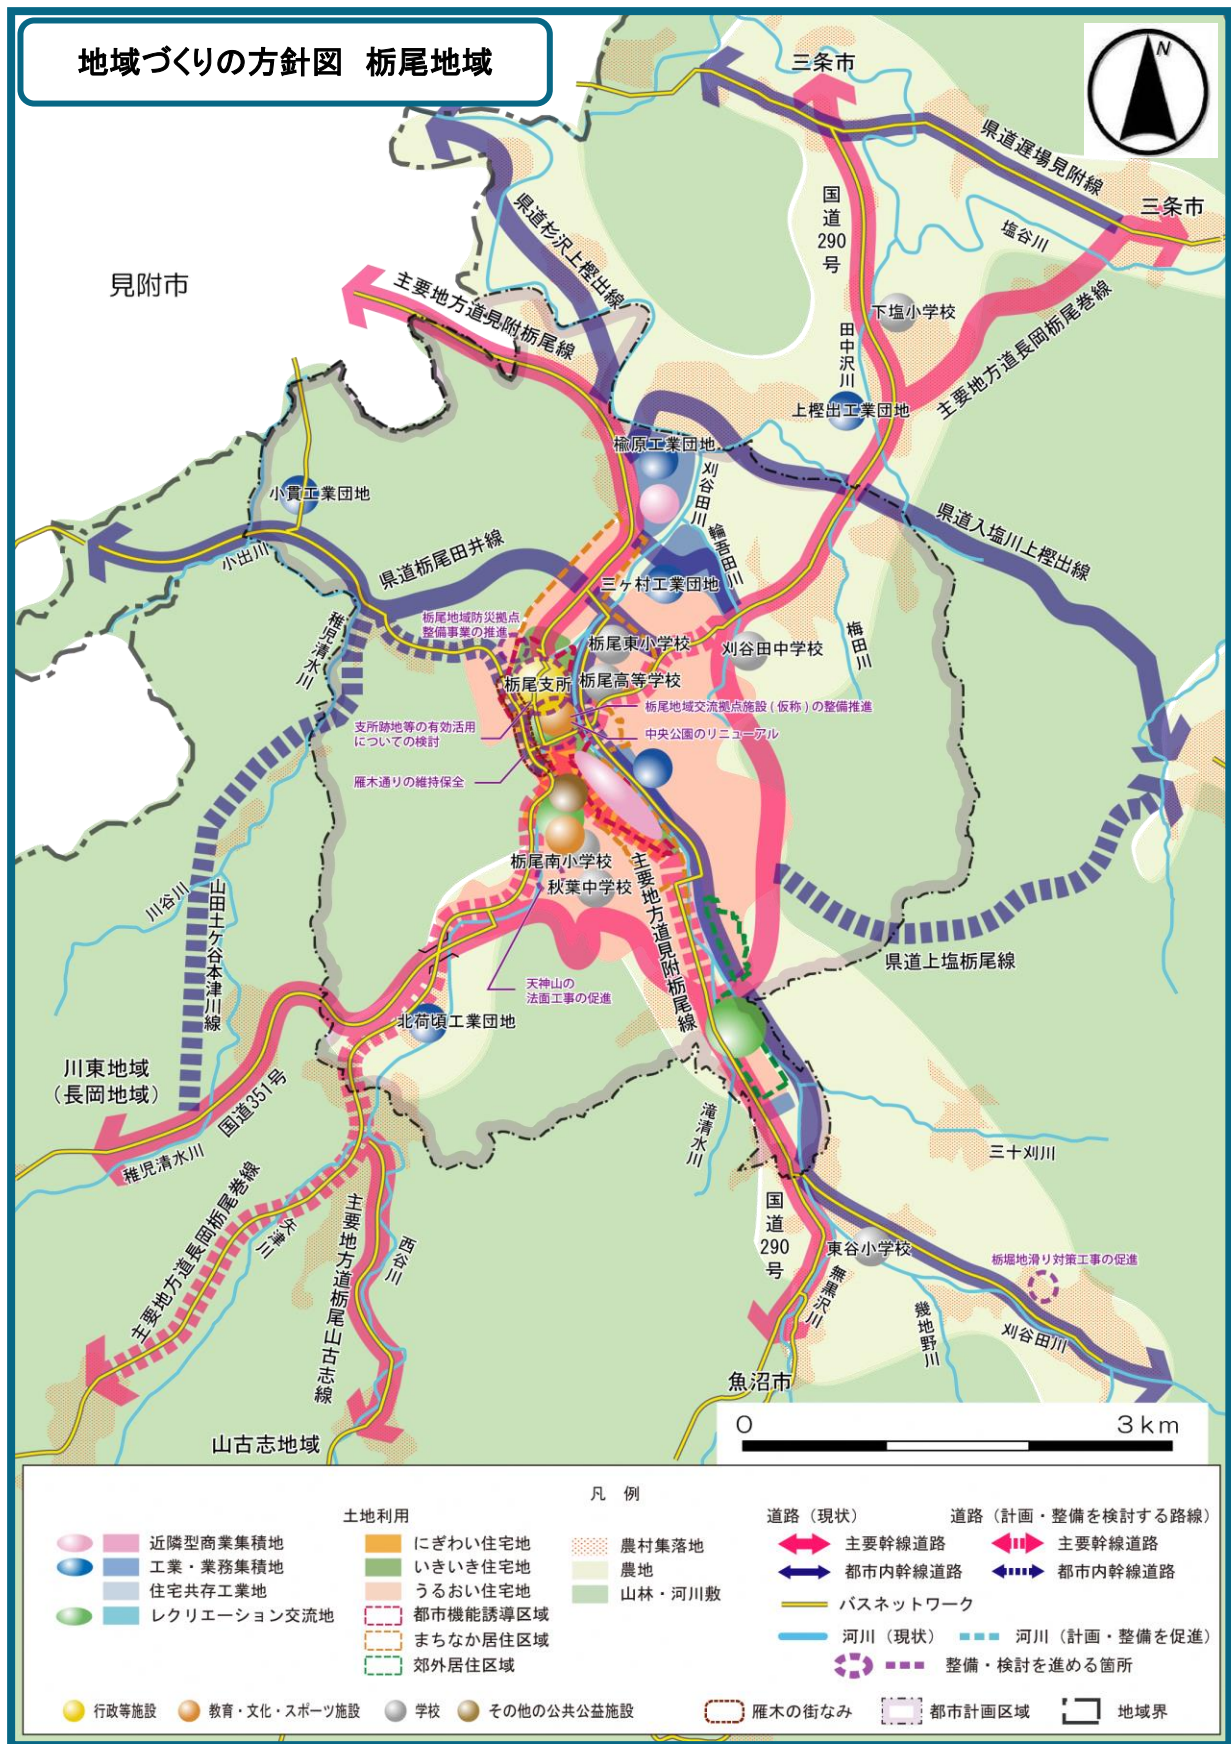 地域づくりの方針図 栃尾地域
N
三条市
県道遅場見附線
三条市
塩谷川
国道290号
県道杉沢上樫出線
見附市
主要地方道見附栃尾線
下塩小学校
田中沢川
主要地方道長岡栃尾巻線
上樫出工業団地
楡原工業団地
刈谷田川
小貫工業団地
県道入塩川上樫出線
輪吾田川
小出川
県道栃尾田井線
三ヶ村工業団地
稚児清水川
栃尾地域防災拠点
整備事業の推進
栃尾東小学校
刈谷田中学校
梅田川
栃尾支所
栃尾高等学校
栃尾地域交流拠点施設(仮称)の整備推進
支所跡地等の有効活用
についての検討
中央公園のリニューアル
雁木通りの維持保全
栃尾南小学校
秋葉中学校
主要地方道見附栃尾線
川谷川
山田土ケ谷本津川線
県道上塩栃尾線
天神山の
法面工事の促進
北荷頃工業団地
川東地域
(長岡地域)
国道351号
滝清水川
三十刈川
稚児清水川
主要地方道長岡栃尾巻線
矢津川
主要地方道栃尾山古志線
西谷川
国道290号
東谷小学校
栃堀地滑り対策工事の促進
無黒沢川
幾地野川
刈谷田川
魚沼市
山古志地域
0 3km
凡 例
土地利用
道路(現状) 道路(計画・整備を検討する路線)
近隣型商業集積地 にぎわい住宅地 農村集落地 主要幹線道路 主要幹線道路
工業・業務集積地 いきいき住宅地 農地 都市内幹線道路 都市内幹線道路
住宅共存工業地 うるおい住宅地 山林・河川敷 バスネットワーク
レクリエーション交流地 都市機能誘導区域
まちなか居住区域 河川(現状) 河川(計画・整備を促進)
郊外居住区域 整備・検討を進める箇所
行政等施設 教育・文化・スポーツ施設 学校 その他の公共公益施設 雁木の街なみ 都市計画区域 地域界